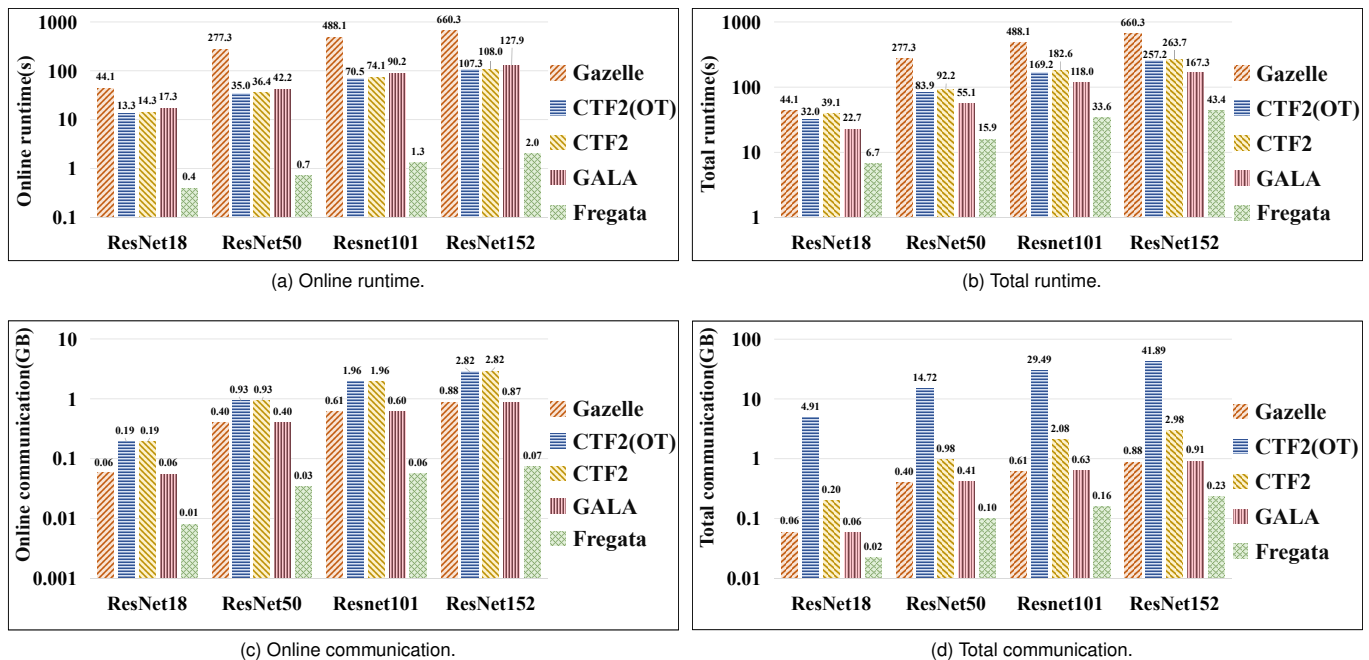 1000
100
10
1
0.1
Online runtime(s)
44.1
13.3
14.3
17.3
0.4
277.3
35.0
36.4
42.2
0.7
488.1
70.5
74.1
90.2
1.3
660.3
107.3
108.0
127.9
2.0
ResNet18
ResNet50
Resnet101
ResNet152
Gazelle
CTF2(OT)
CTF2
GALA
Fregata
(a) Online runtime.
1000
100
10
1
Total runtime(s)
44.1
32.0
39.1
22.7
6.7
277.3
83.9
92.2
55.1
15.9
488.1
169.2
182.6
118.0
33.6
660.3
257.2
263.7
167.3
43.4
ResNet18
ResNet50
Resnet101
ResNet152
Gazelle
CTF2(OT)
CTF2
GALA
Fregata
(b) Total runtime.
10
1
0.1
0.01
0.001
Online communication(GB)
0.06
0.19
0.19
0.06
0.01
0.40
0.93
0.93
0.40
0.03
0.61
1.96
1.96
0.60
0.06
0.88
2.82
2.82
0.87
0.07
ResNet18
ResNet50
Resnet101
ResNet152
Gazelle
CTF2(OT)
CTF2
GALA
Fregata
(c) Online communication.
100
10
1
0.1
0.01
Total communication(GB)
0.06
4.91
0.20
0.06
0.02
0.40
14.72
0.98
0.41
0.10
0.61
29.49
2.08
0.63
0.16
0.88
41.89
2.98
0.91
0.23
ResNet18
ResNet50
Resnet101
ResNet152
Gazelle
CTF2(OT)
CTF2
GALA
Fregata
(d) Total communication.